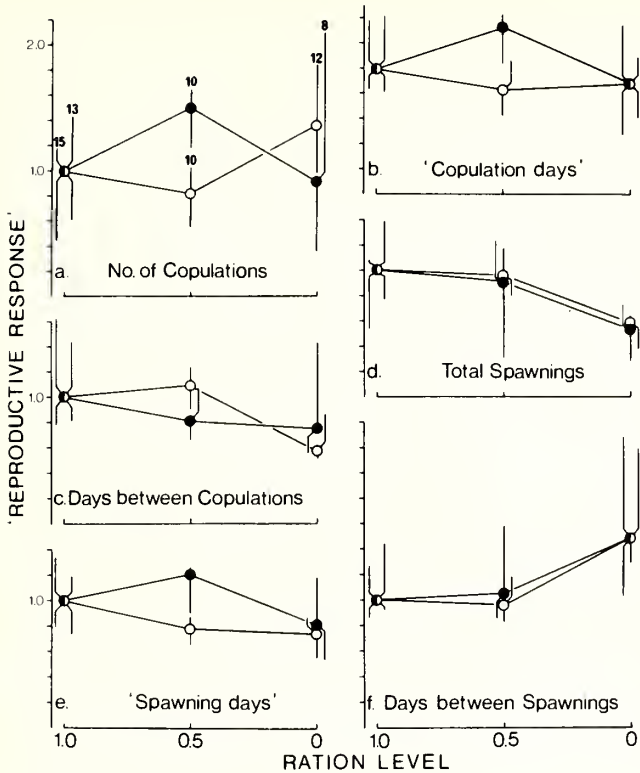 'REPRODUCTIVE RESPONSE'
2.0
1.0
15
13
10
10
12
8
a. No. of Copulations
b. 'Copulation days'
1.0
c. Days between Copulations
d. Total Spawnings
1.0
e. 'Spawning days'
f. Days between Spawnings
1.0 0.5 0
1.0 0.5 0
RATION LEVEL